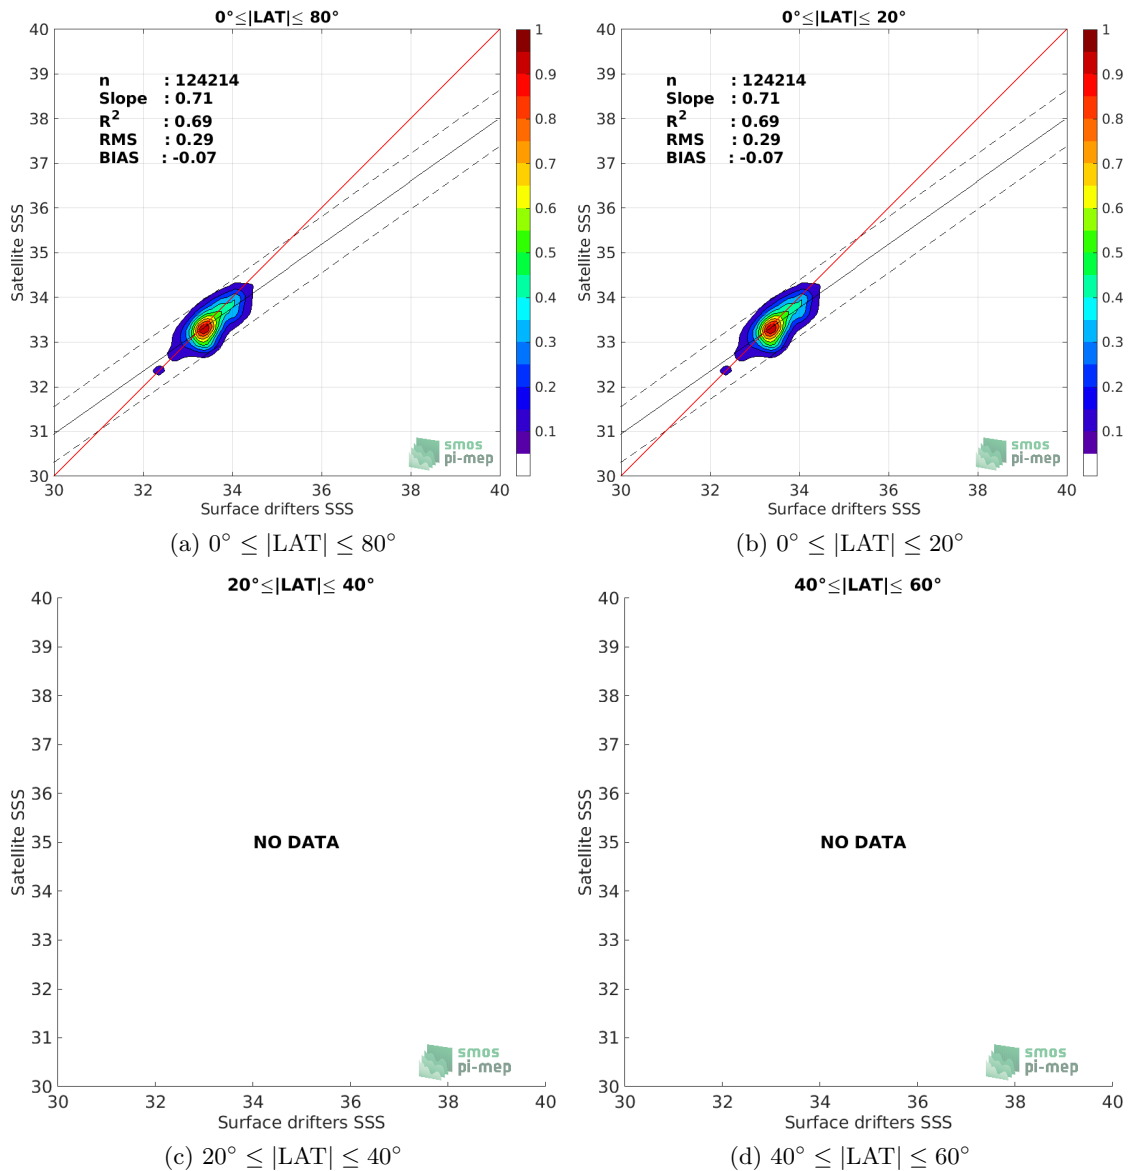 0°≤|LAT|≤ 80°
40
39
38
37
36
35
34
33
32
31
30
Satellite SSS
n : 124214
Slope : 0.71
R2 : 0.69
RMS : 0.29
BIAS : -0.07
smos
pi-mep
30 32 34 36 38 40
Surface drifters SSS
1
0.9
0.8
0.7
0.6
0.5
0.4
0.3
0.2
0.1
(a) 0° ≤ |LAT| ≤ 80°
0°≤|LAT|≤ 20°
40
39
38
37
36
35
34
33
32
31
30
Satellite SSS
n : 124214
Slope : 0.71
R2 : 0.69
RMS : 0.29
BIAS : -0.07
smos
pi-mep
30 32 34 36 38 40
Surface drifters SSS
1
0.9
0.8
0.7
0.6
0.5
0.4
0.3
0.2
0.1
(b) 0° ≤ |LAT| ≤ 20°
20°≤|LAT|≤ 40°
40
39
38
37
36
35
34
33
32
31
30
Satellite SSS
NO DATA
smos
pi-mep
30 32 34 36 38 40
Surface drifters SSS
(c) 20° ≤ |LAT| ≤ 40°
40°≤|LAT|≤ 60°
40
39
38
37
36
35
34
33
32
31
30
Satellite SSS
NO DATA
smos
pi-mep
30 32 34 36 38 40
Surface drifters SSS
(d) 40° ≤ |LAT| ≤ 60°